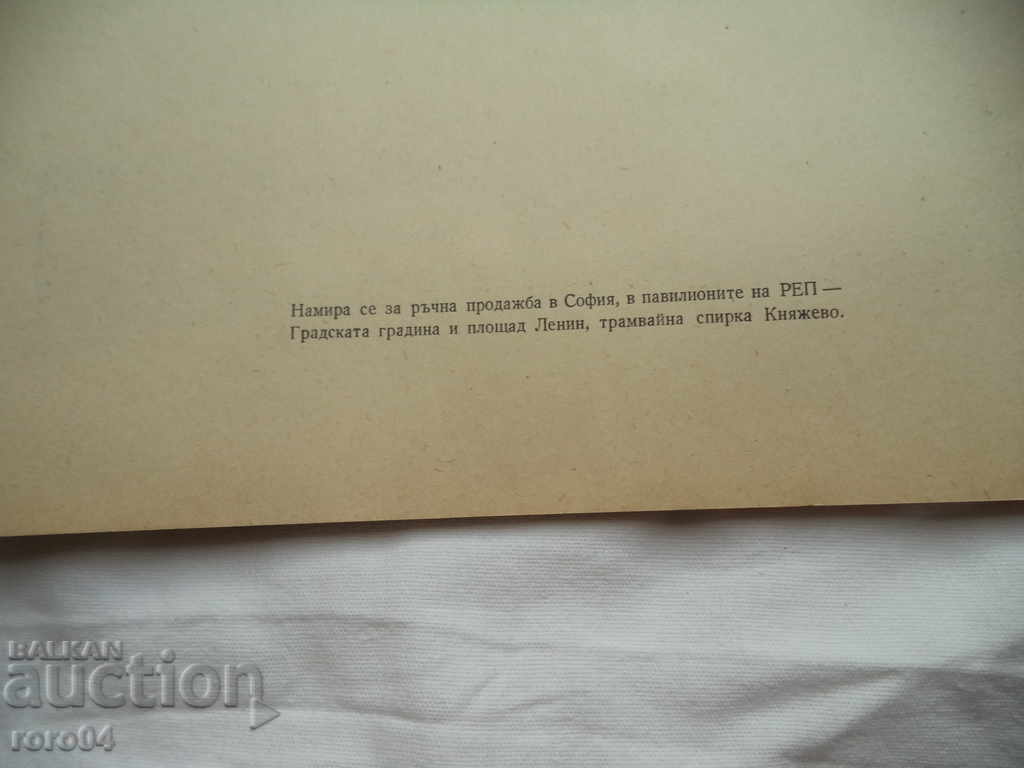 Намира се за ръчна продажба в София, в павилионите на РЕП —
Градската градина и площад Ленин, трамвайна спирка Княжево.
BALKAN
auction
roro04